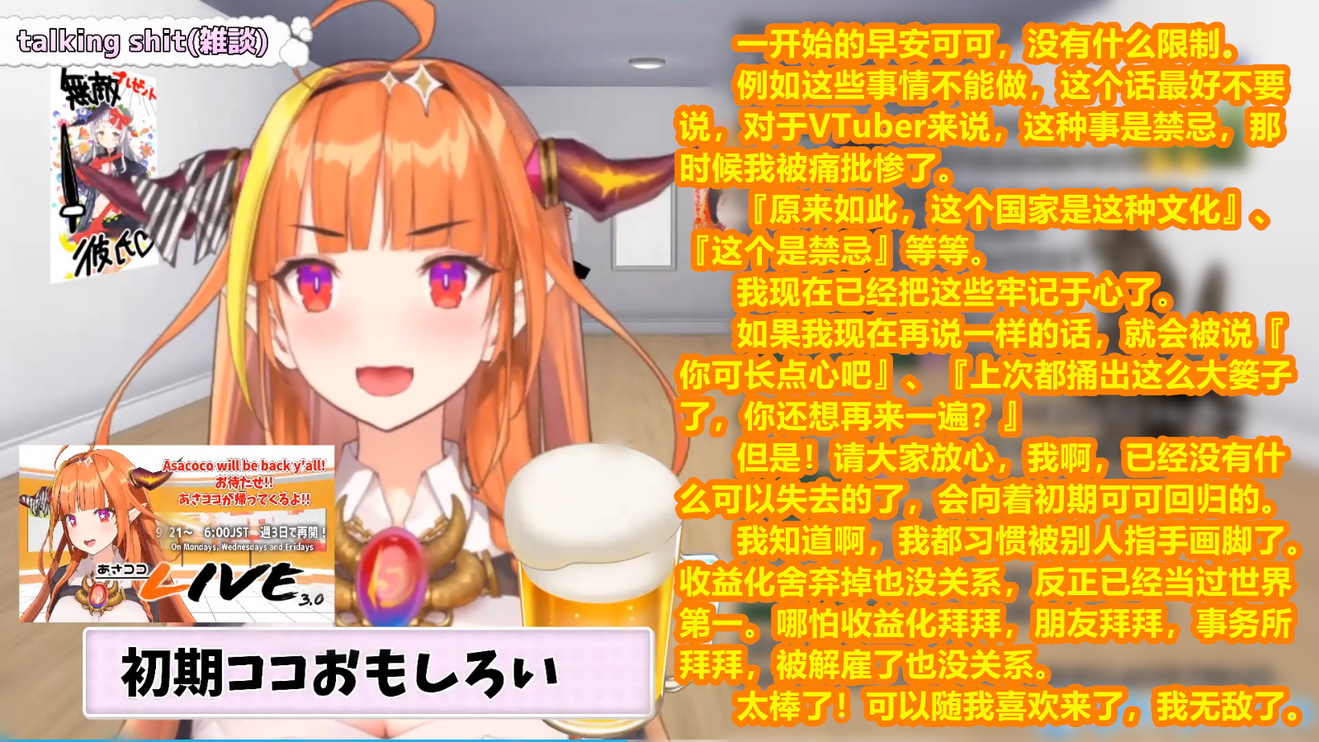 talking shit(雑談)
無敵
プレゼント
彼氏♡
Asacoco will be back y'all!
お待たせ!!
あさココが帰ってくるよ!!
9/21～ 6:00JST 週3日で再開!
On Mondays, Wednesdays and Fridays
あさココ
LIVE
3.0
初期ココおもしろい
一开始的早安可可，没有什么限制。
例如这些事情不能做，这个话最好不要
说，对于VTuber来说，这种事是禁忌，那
时候我被痛批惨了。
『原来如此，这个国家是这种文化』、
『这个是禁忌』等等。
我现在已经把这些牢记于心了。
如果我现在再说一样的话，就会被说『
你可长点心吧』、『上次都捅出这么大篓子
了，你还想再来一遍？』
但是！请大家放心，我啊，已经没有什
么可以失去的了，会向着初期可可回归的。
我知道啊，我都习惯被别人指手画脚了。
收益化舍弃掉也没关系，反正已经当过世界
第一。哪怕收益化拜拜，朋友拜拜，事务所
拜拜，被解雇了也没关系。
太棒了！可以随我喜欢来了，我无敌了。